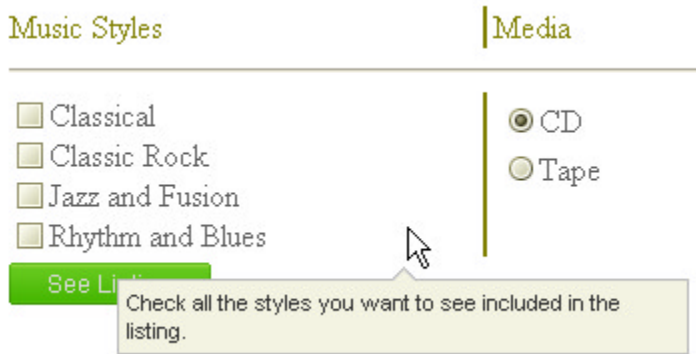 Music Styles
Media
Classical
Classic Rock
Jazz and Fusion
Rhythm and Blues
CD
Tape
See
Check all the styles you want to see included in the
listing.